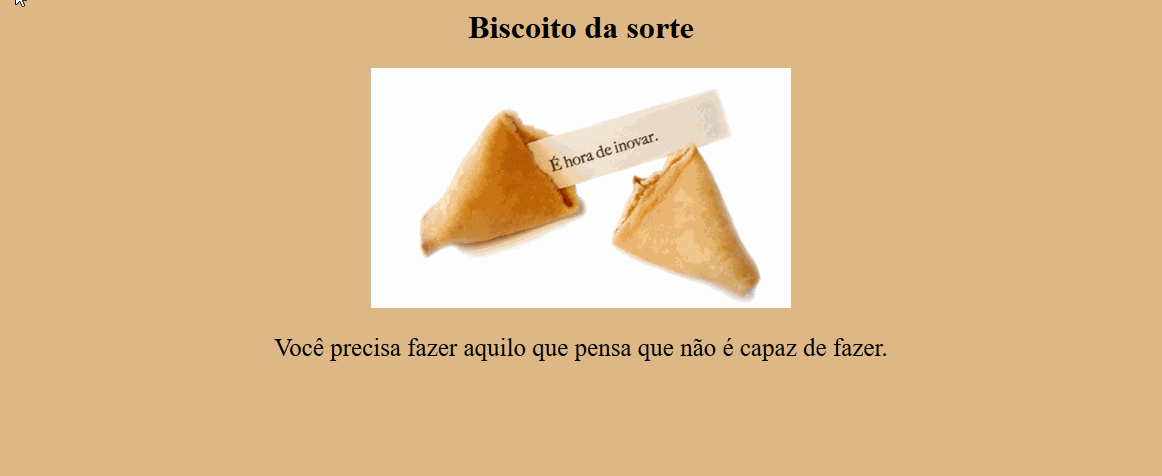 Biscoito da sorte
É hora de inovar.
Você precisa fazer aquilo que pensa que não é capaz de fazer.